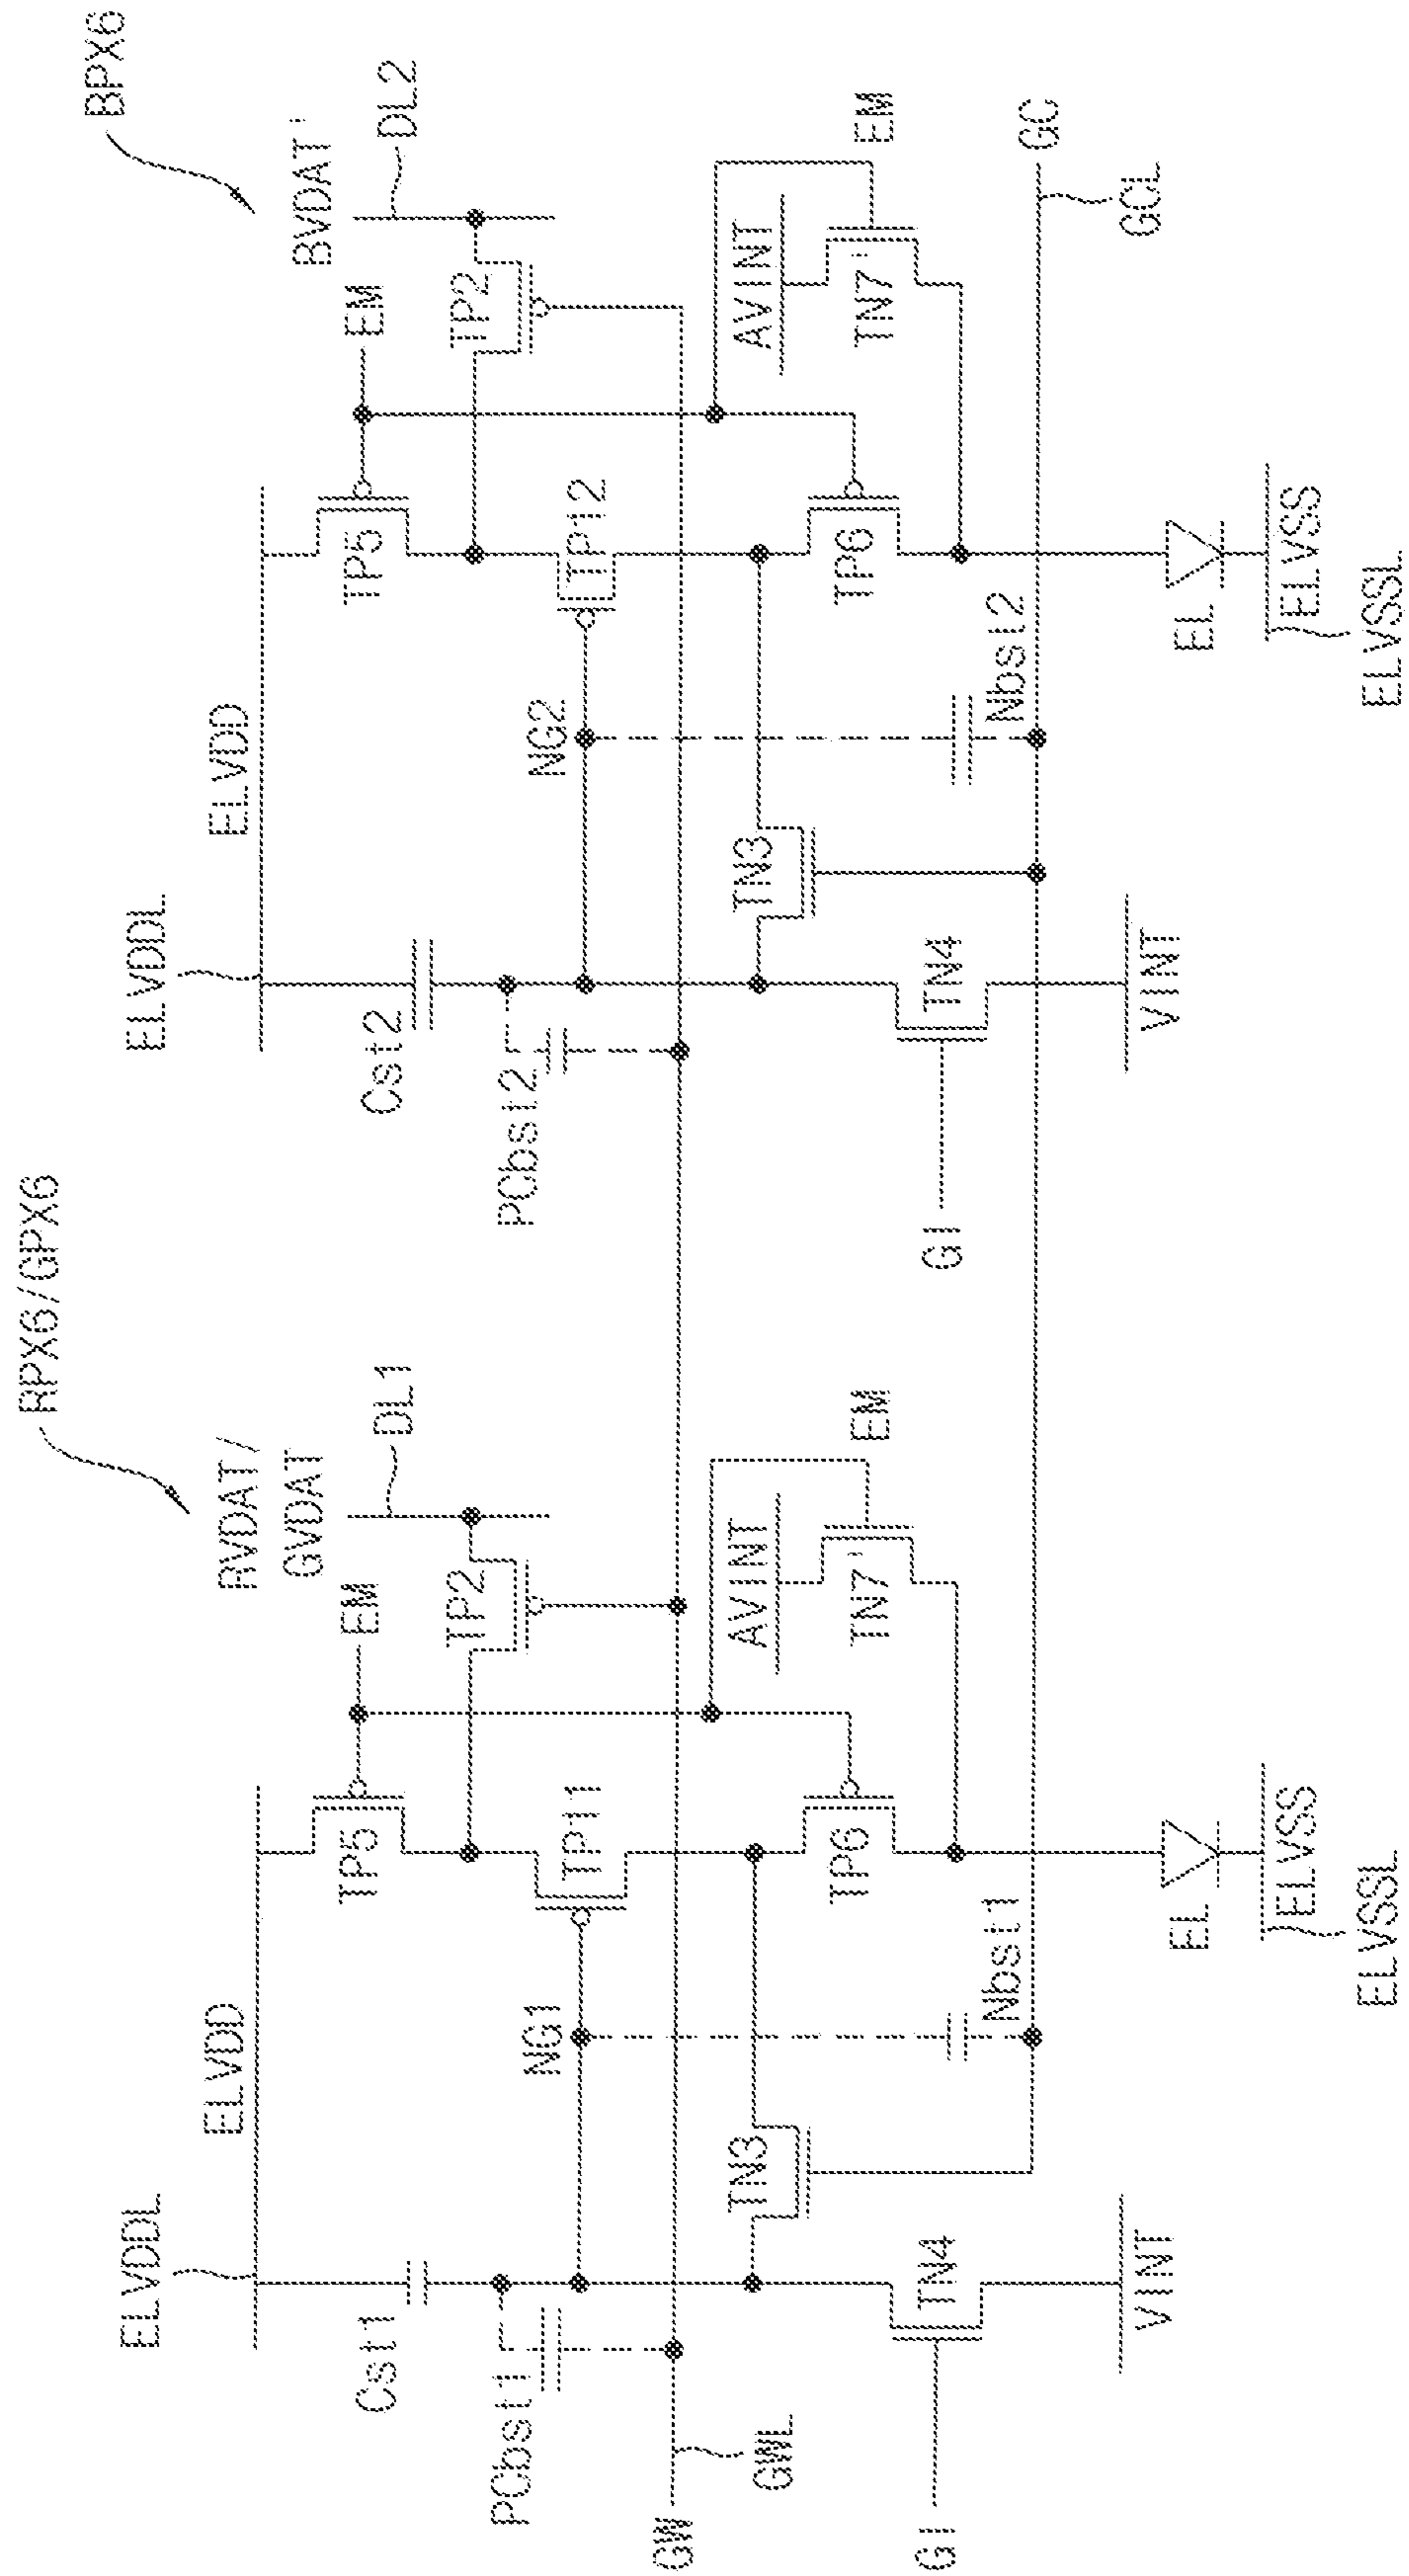 RPX6/GPX6
BPX6
ELVDDL
ELVDD
RVDAT/
GVDAT
EM
DL1
Cst1
TP5
TP2
PCbst1
NG1
TP11
GW
GWL
TN3
TP6
AVINT
TN7'
EM
GI
TN4
Nbst1
VINT
EL
ELVSS
ELVSSL
ELVDDL
ELVDD
BVDAT'
EM
DL2
Cst2
TP5
TP2
PCbst2
NG2
TP12
TN3
TP6
AVINT
TN7'
EM
GI
TN4
Nbst2
GC
GCL
VINT
EL
ELVSS
ELVSSL